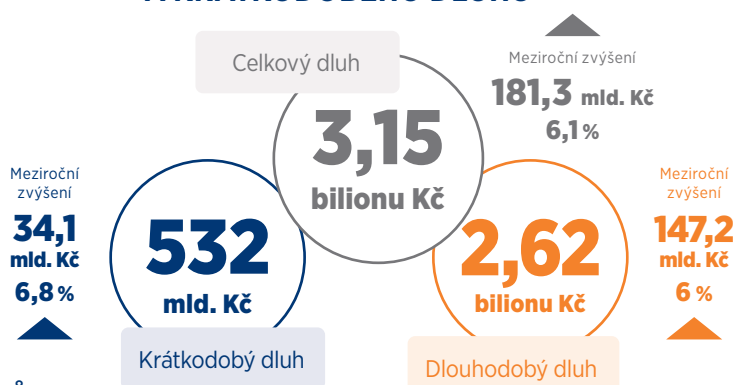 Celkový dluh
3,15
bilionu Kč
Meziroční zvýšení
181,3 mld. Kč
6,1 %
Meziroční
zvýšení
34,1
mld. Kč
6,8 %
532
mld. Kč
Krátkodobý dluh
2,62
bilionu Kč
Dlouhodobý dluh
Meziroční
zvýšení
147,2
mld. Kč
6 %